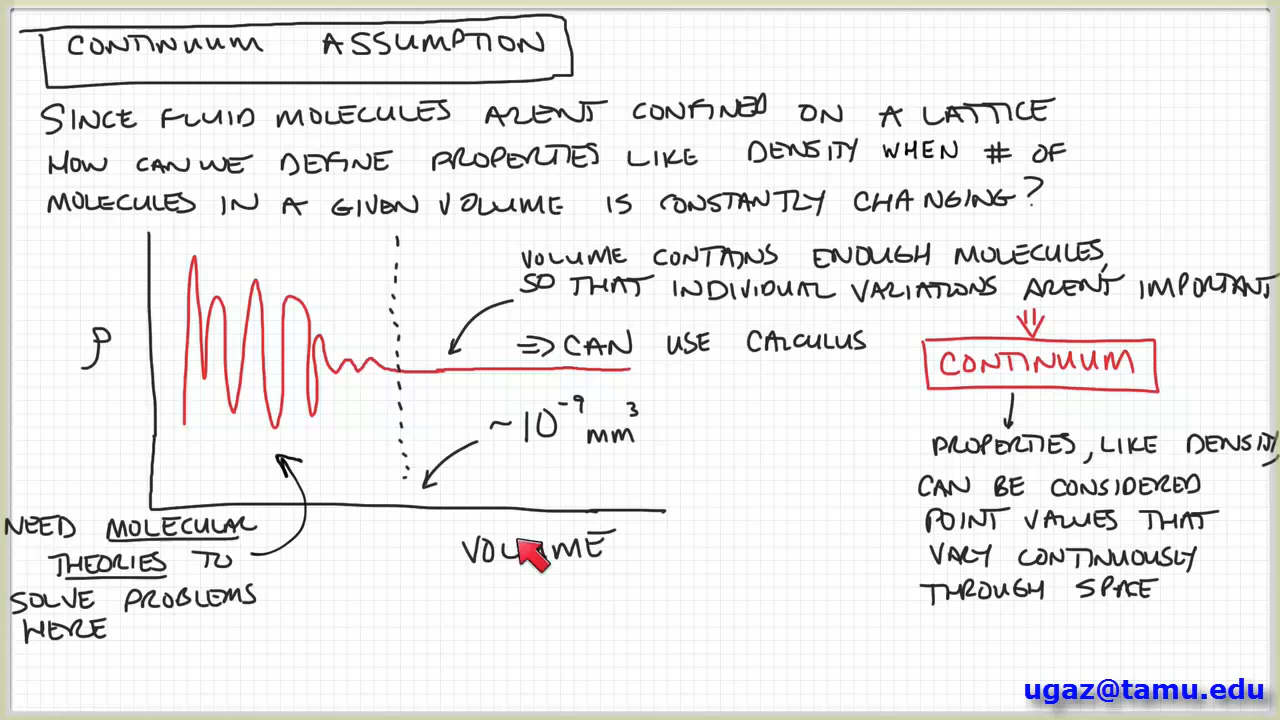 CONTINUUM ASSUMPTION
SINCE FLUID MOLECULES ARENT CONFINED ON A LATTICE
HOW CAN WE DEFINE PROPERTIES LIKE DENSITY WHEN # OF
MOLECULES IN A GIVEN VOLUME IS CONSTANTLY CHANGING?
VOLUME CONTAINS ENOUGH MOLECULES,
SO THAT INDIVIDUAL VARIATIONS AREN'T IMPORTANT
⇒ CAN USE CALCULUS
CONTINUUM
ρ
~10⁻⁹ mm³
PROPERTIES, LIKE DENSITY,
CAN BE CONSIDERED
POINT VALUES THAT
VARY CONTINUOUSLY
THROUGH SPACE
NEED MOLECULAR
THEORIES TO
SOLVE PROBLEMS
HERE
VOLUME
ugaz@tamu.edu